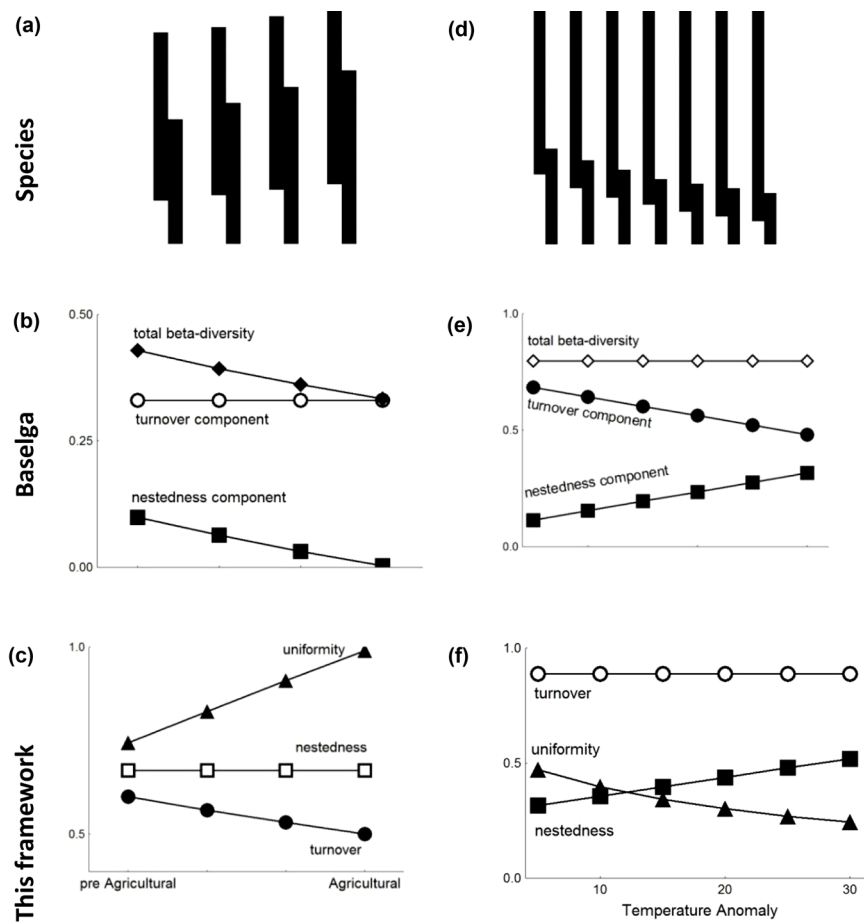 (a)
(d)
Species
(b)
0.50
total beta-diversity
turnover component
0.25
nestedness component
0.00
Baselga
(e)
1.0
total beta-diversity
turnover component
0.5
nestedness component
0.0
(c)
1.0
uniformity
nestedness
0.5
turnover
pre Agricultural
Agricultural
This framework
(f)
1.0
turnover
uniformity
0.5
nestedness
0.0
10
20
30
Temperature Anomaly